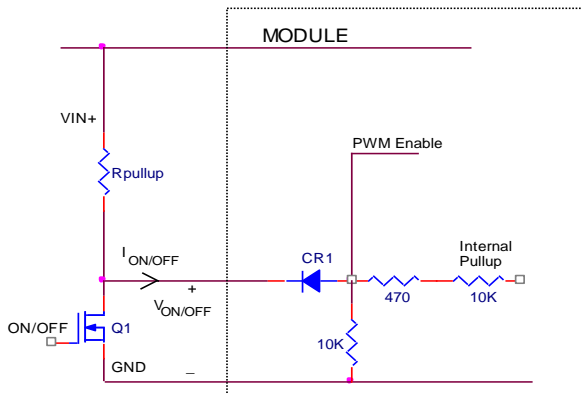 MODULE
VIN+
Rpullup
PWM Enable
I ON/OFF
+
V ON/OFF
CR1
Internal
Pullup
470
10K
ON/OFF
Q1
10K
GND
_